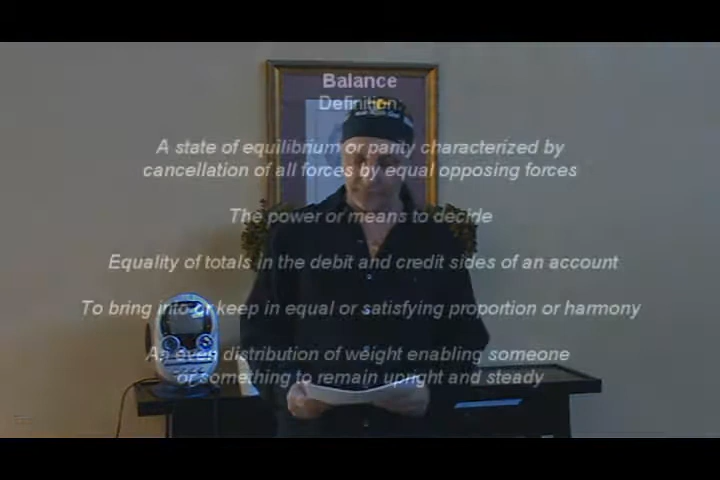 Balance
Definition:
A state of equilibrium or parity characterized by
cancellation of all forces by equal opposing forces
The power or means to decide
Equality of totals in the debit and credit sides of an account
To bring into or keep in equal or satisfying proportion or harmony
An even distribution of weight enabling someone
or something to remain upright and steady